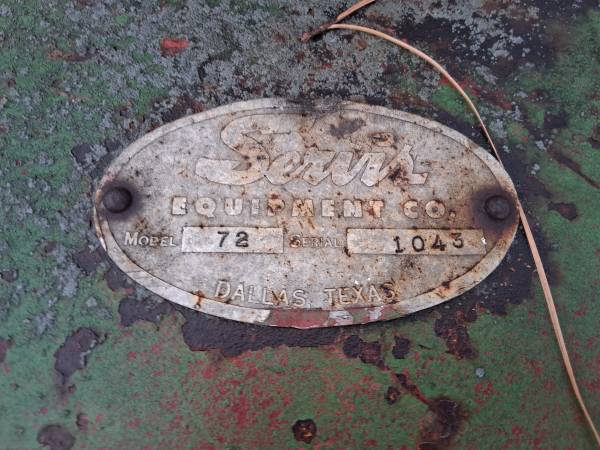 Servis
EQUIPMENT CO.
MODEL 72 SERIAL 1043
DALLAS, TEXAS